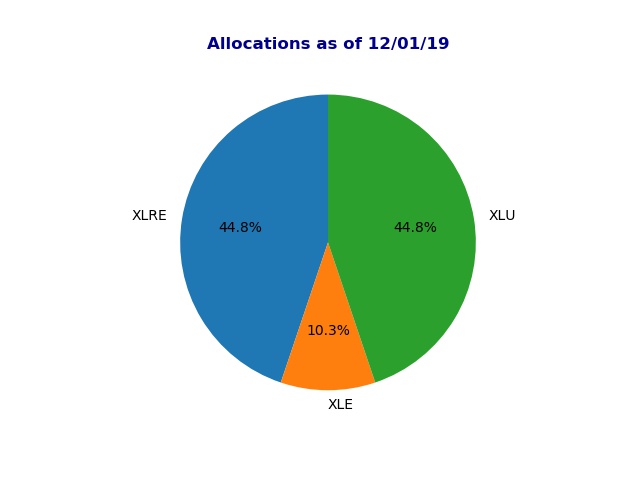 Allocations as of 12/01/19
XLRE
44.8%
44.8%
XLU
10.3%
XLE